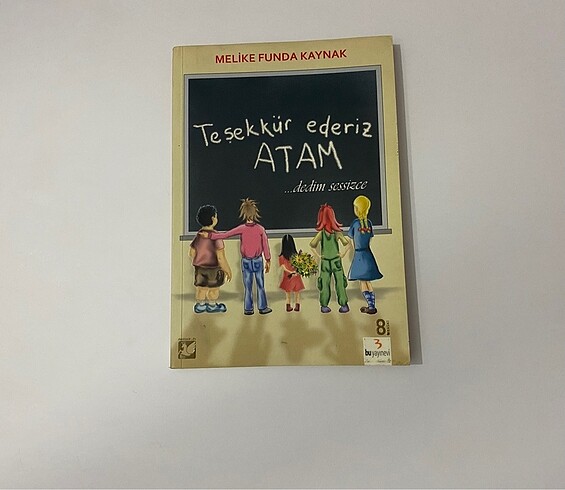 MELİKE FUNDA KAYNAK
Teşekkür ederiz
ATAM
...dedim sessizce
8
3
bu yayınevi